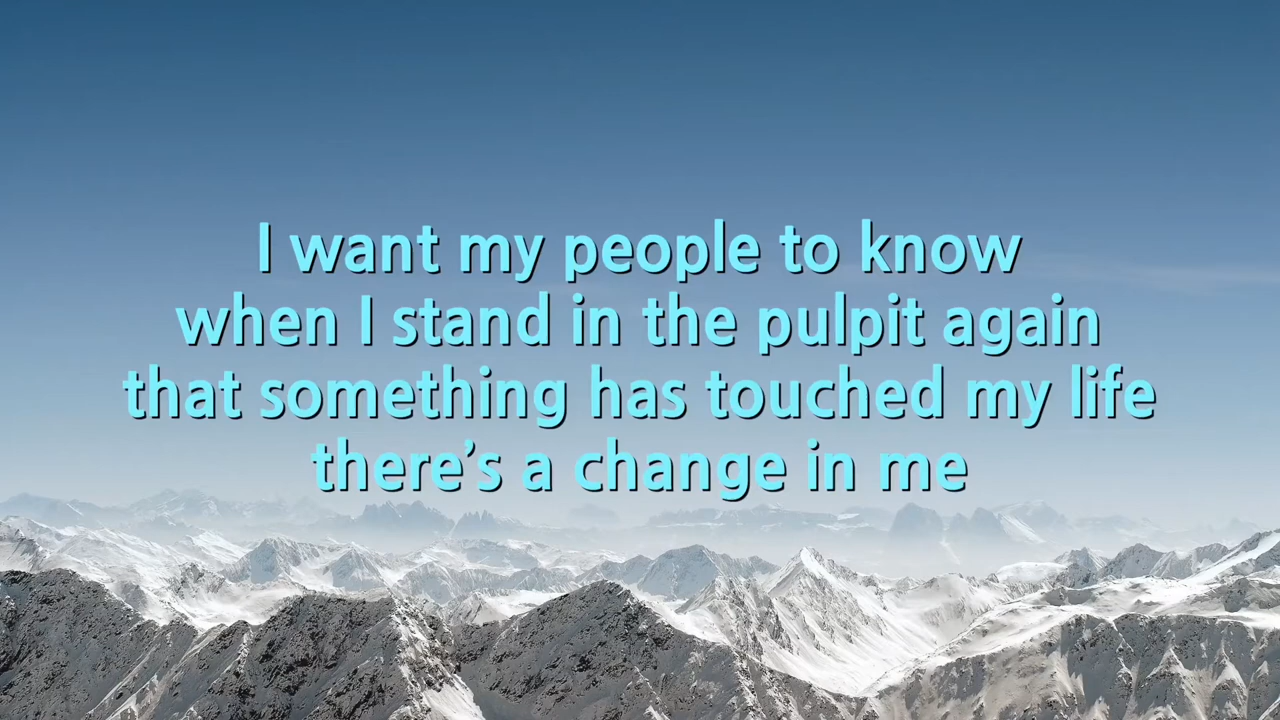 I want my people to know
when I stand in the pulpit again
that something has touched my life
there’s a change in me